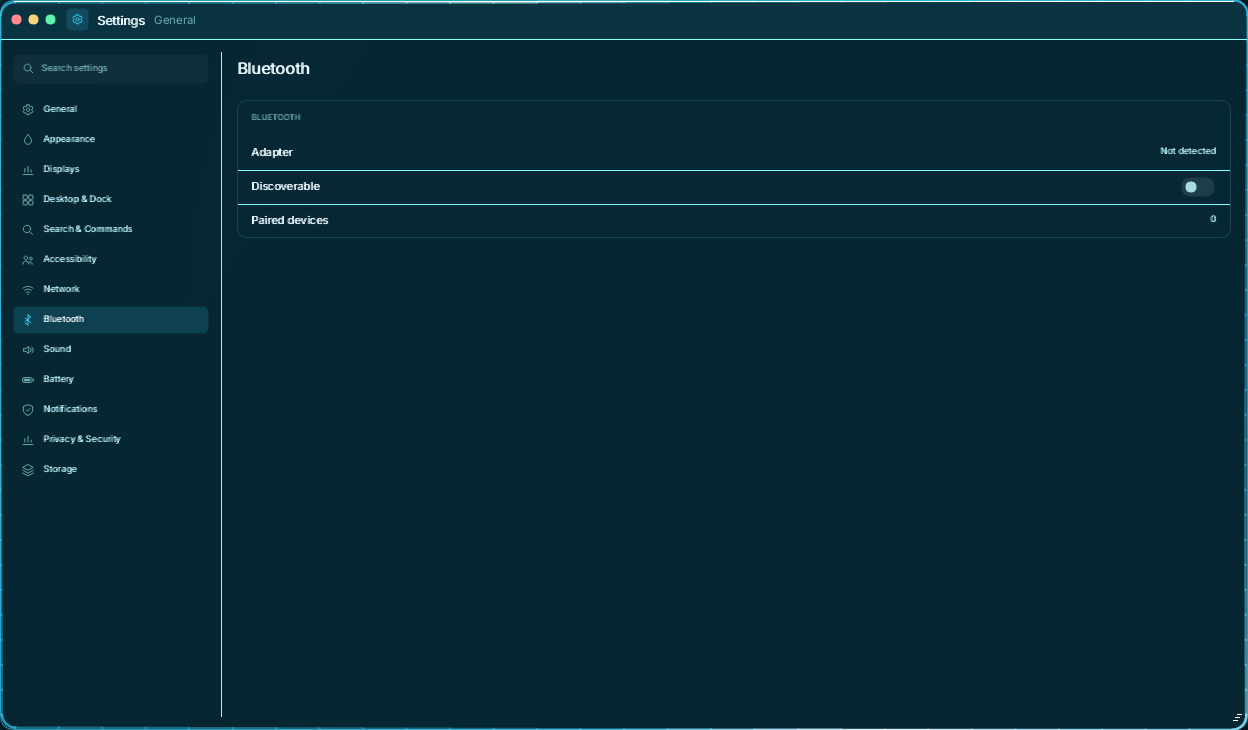 Settings General
Search settings
General
Appearance
Displays
Desktop & Dock
Search & Commands
Accessibility
Network
Bluetooth
Sound
Battery
Notifications
Privacy & Security
Storage
Bluetooth
BLUETOOTH
Adapter Not detected
Discoverable
Paired devices 0